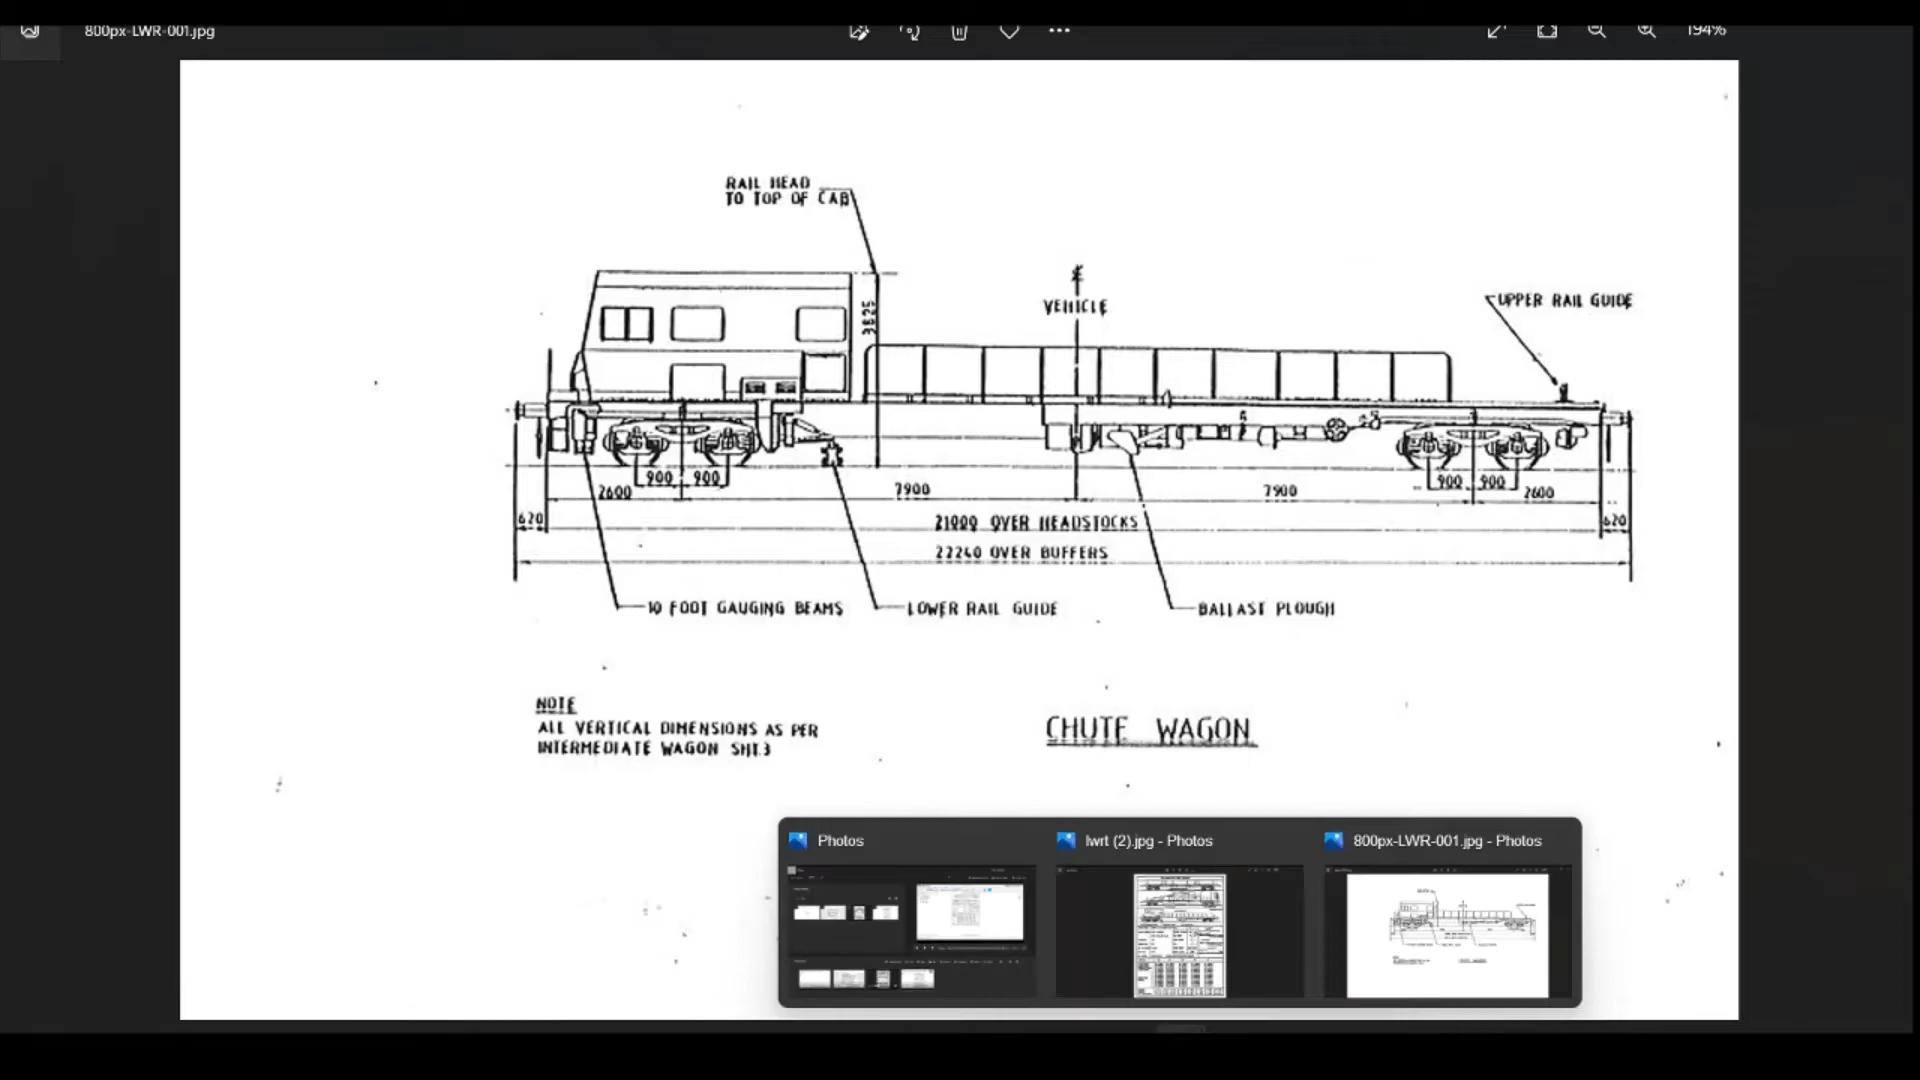 800px-LWR-001.jpg
194%
RAIL HEAD
TO TOP OF CAB
3825
VEHICLE
UPPER RAIL GUIDE
900 900
2600
7900
7900
900 900
2600
620
21000 OVER HEADSTOCKS
620
22240 OVER BUFFERS
10 FOOT GAUGING BEAMS
LOWER RAIL GUIDE
BALLAST PLOUGH
NOTE
ALL VERTICAL DIMENSIONS AS PER
INTERMEDIATE WAGON SHT.3
CHUTE WAGON
Photos
lwrt (2).jpg - Photos
800px-LWR-001.jpg - Photos